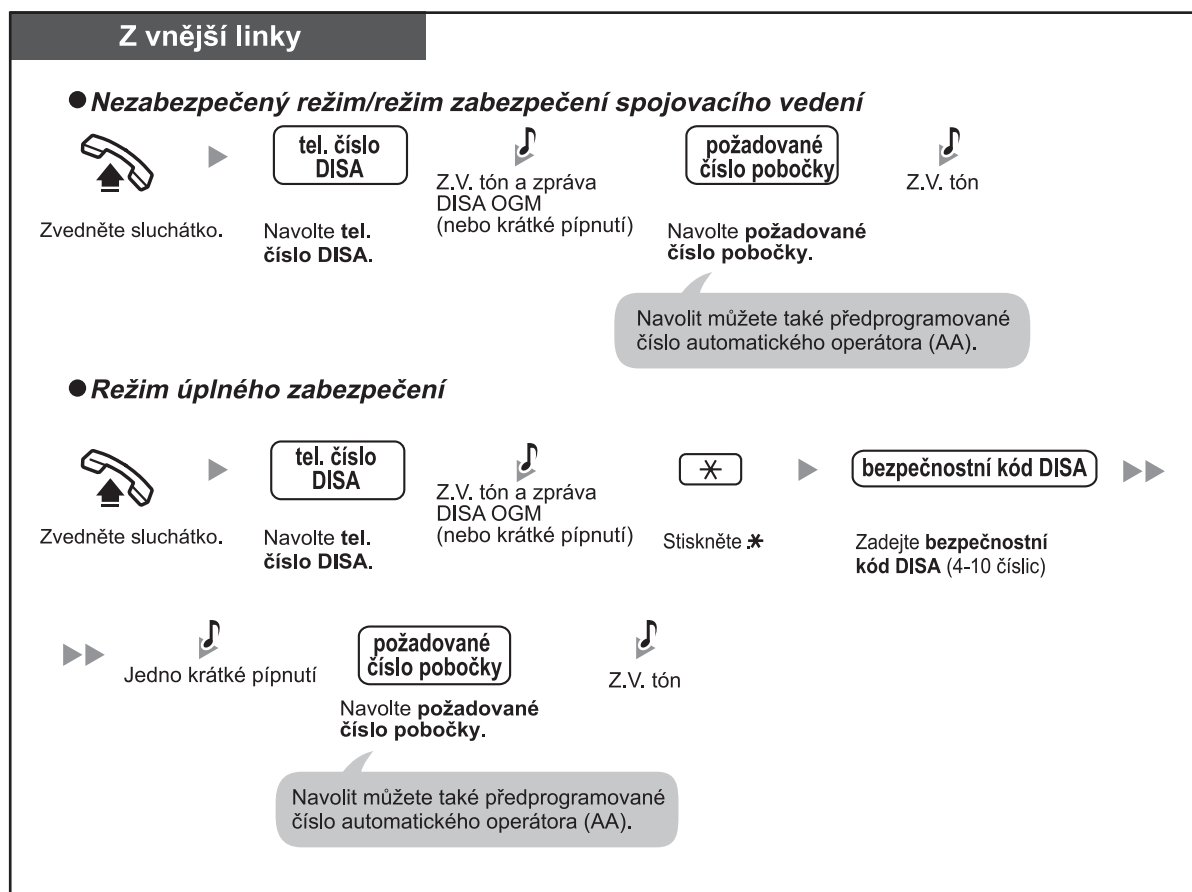 Z vnější linky
●Nezabezpečený režim/režim zabezpečení spojovacího vedení
tel. číslo
DISA
požadované
číslo pobočky
Z.V. tón a zpráva
DISA OGM
(nebo krátké pípnutí)
Z.V. tón
Zvedněte sluchátko.
Navolte tel.
číslo DISA.
Navolte požadované
číslo pobočky.
Navolit můžete také předprogramované
číslo automatického operátora (AA).
●Režim úplného zabezpečení
tel. číslo
DISA
Z.V. tón a zpráva
DISA OGM
(nebo krátké pípnutí)
*
bezpečnostní kód DISA
Zvedněte sluchátko.
Navolte tel.
číslo DISA.
Stiskněte .*
Zadejte bezpečnostní
kód DISA (4-10 číslic)
Jedno krátké pípnutí
požadované
číslo pobočky
Z.V. tón
Navolte požadované
číslo pobočky.
Navolit můžete také předprogramované
číslo automatického operátora (AA).